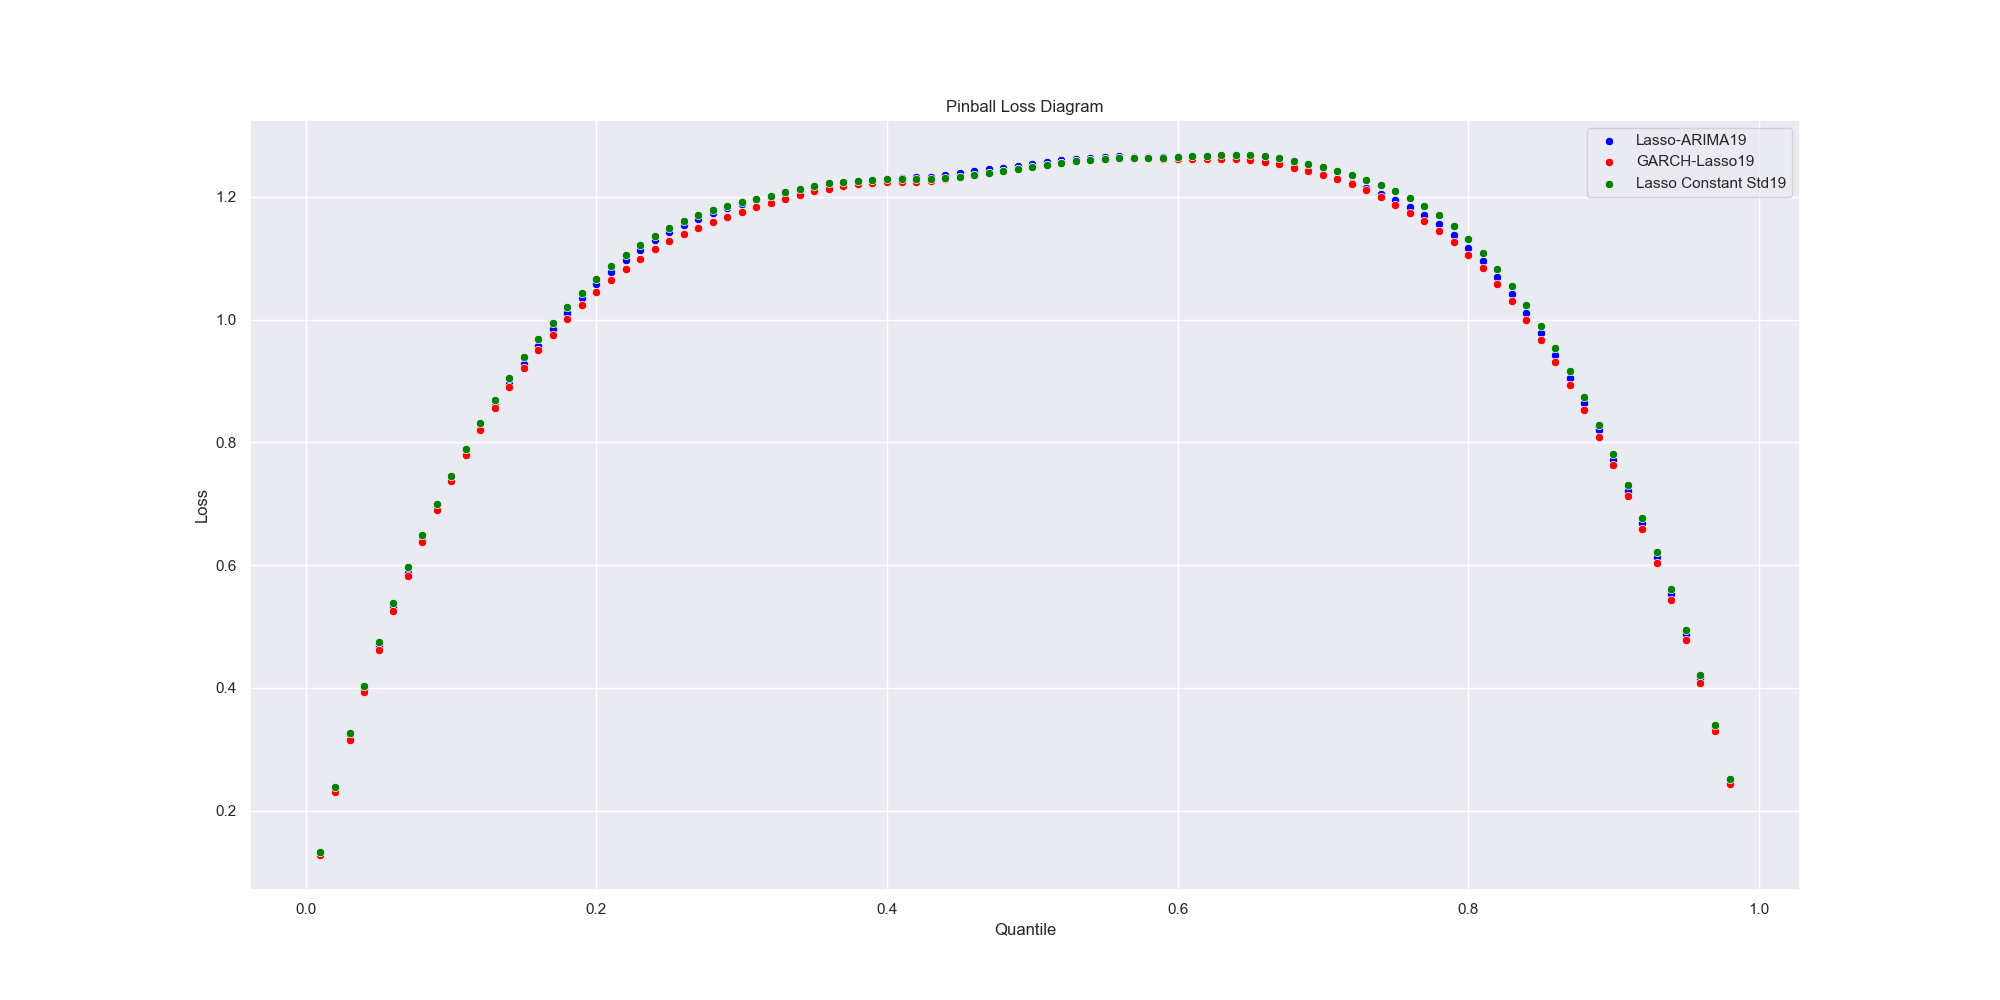 Pinball Loss Diagram
Lasso-ARIMA19
GARCH-Lasso19
Lasso Constant Std19
Loss
1.2
1.0
0.8
0.6
0.4
0.2
0.0
0.2
0.4
0.6
0.8
1.0
Quantile